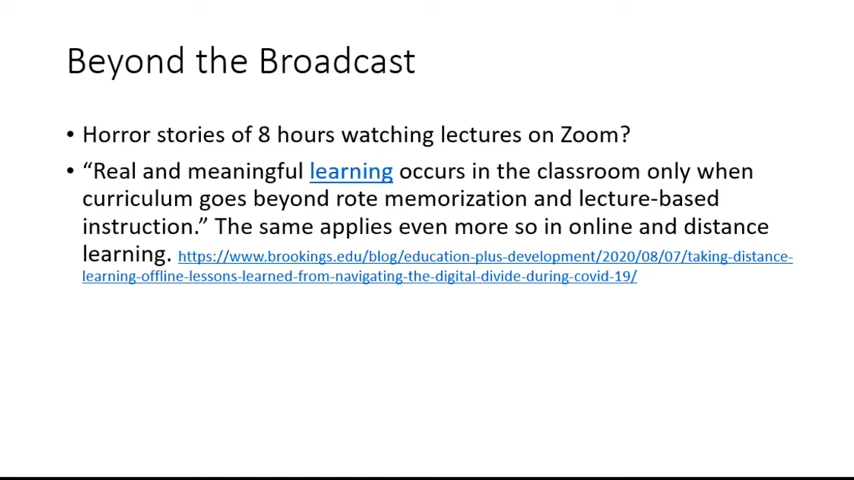 Beyond the Broadcast
• Horror stories of 8 hours watching lectures on Zoom?
• “Real and meaningful learning occurs in the classroom only when
curriculum goes beyond rote memorization and lecture-based
instruction.” The same applies even more so in online and distance
learning. https://www.brookings.edu/blog/education-plus-development/2020/08/07/taking-distance-
learning-offline-lessons-learned-from-navigating-the-digital-divide-during-covid-19/